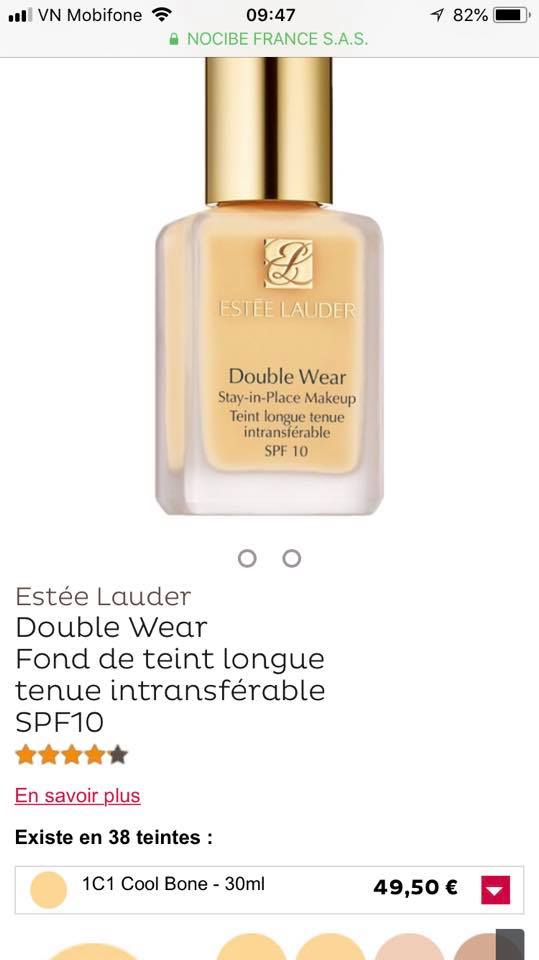 VN Mobifone 09:47 82%
NOCIBE FRANCE S.A.S.
ESTĒE LAUDER
Double Wear
Stay-in-Place Makeup
Teint longue tenue
intransférable
SPF 10
Estée Lauder
Double Wear
Fond de teint longue
tenue intransférable
SPF10
En savoir plus
Existe en 38 teintes :
1C1 Cool Bone - 30ml 49,50 €